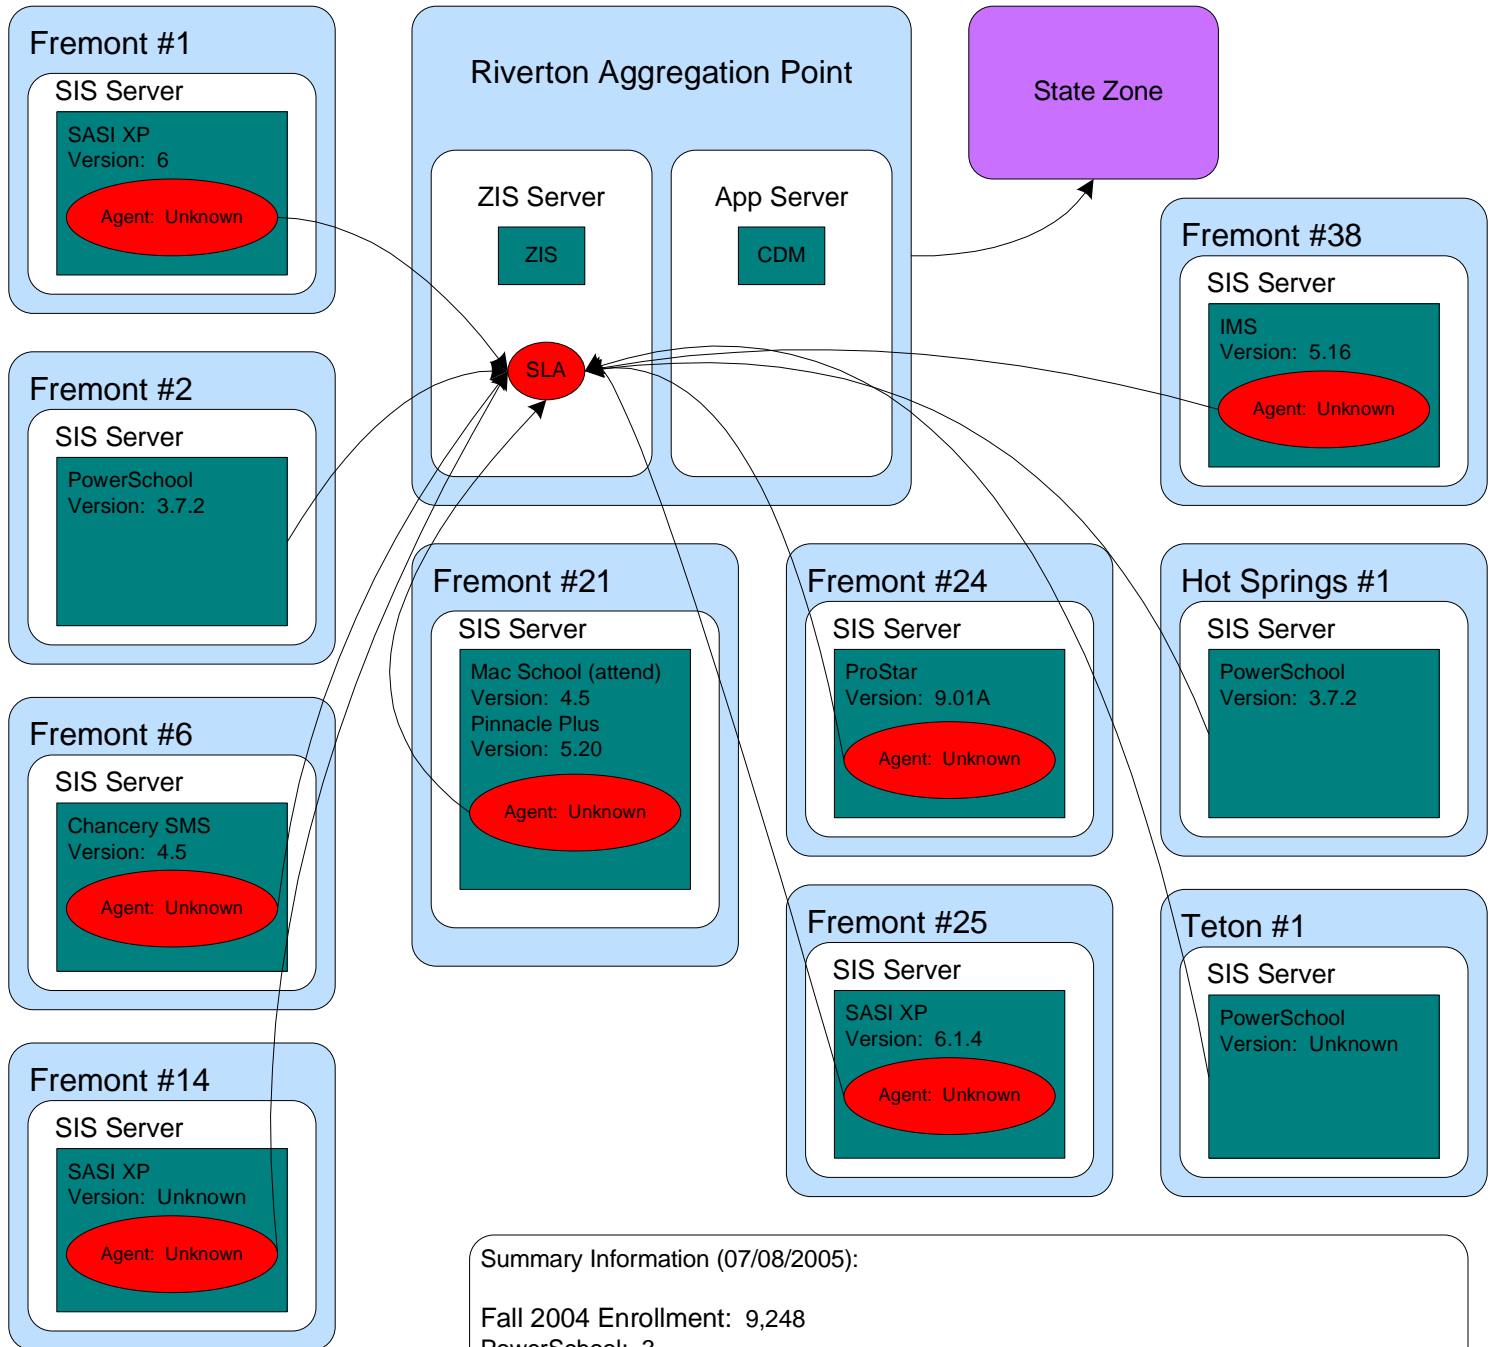 Fremont #1
SIS Server
SASI XP
Version: 6
Agent: Unknown
Riverton Aggregation Point
ZIS Server
ZIS
SLA
App Server
CDM
State Zone
Fremont #38
SIS Server
IMS
Version: 5.16
Agent: Unknown
Fremont #2
SIS Server
PowerSchool
Version: 3.7.2
Fremont #21
SIS Server
Mac School (attend)
Version: 4.5
Pinnacle Plus
Version: 5.20
Agent: Unknown
Fremont #24
SIS Server
ProStar
Version: 9.01A
Agent: Unknown
Hot Springs #1
SIS Server
PowerSchool
Version: 3.7.2
Fremont #6
SIS Server
Chancery SMS
Version: 4.5
Agent: Unknown
Fremont #25
SIS Server
SASI XP
Version: 6.1.4
Agent: Unknown
Teton #1
SIS Server
PowerSchool
Version: Unknown
Fremont #14
SIS Server
SASI XP
Version: Unknown
Agent: Unknown
Summary Information (07/08/2005):
Fall 2004 Enrollment: 9,248
PowerSchool: 3